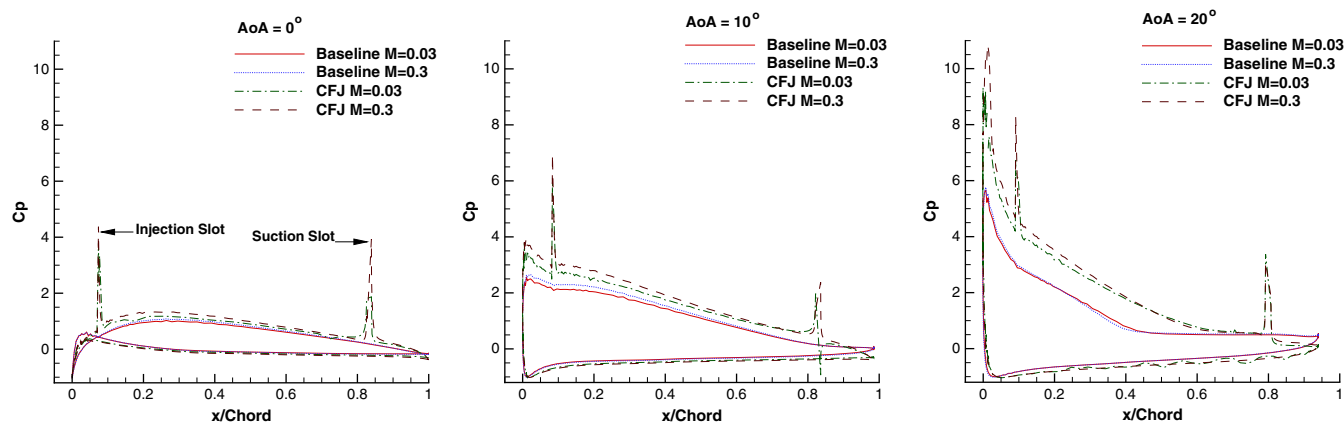 AoA = 0°
Baseline M=0.03
Baseline M=0.3
CFJ M=0.03
CFJ M=0.3
10
8
6
4
2
0
Cp
Injection Slot
Suction Slot
0 0.2 0.4 0.6 0.8 1
x/Chord
AoA = 10°
Baseline M=0.03
Baseline M=0.3
CFJ M=0.03
CFJ M=0.3
10
8
6
4
2
0
Cp
0 0.2 0.4 0.6 0.8 1
x/Chord
AoA = 20°
Baseline M=0.03
Baseline M=0.3
CFJ M=0.03
CFJ M=0.3
10
8
6
4
2
0
Cp
0 0.2 0.4 0.6 0.8 1
x/Chord